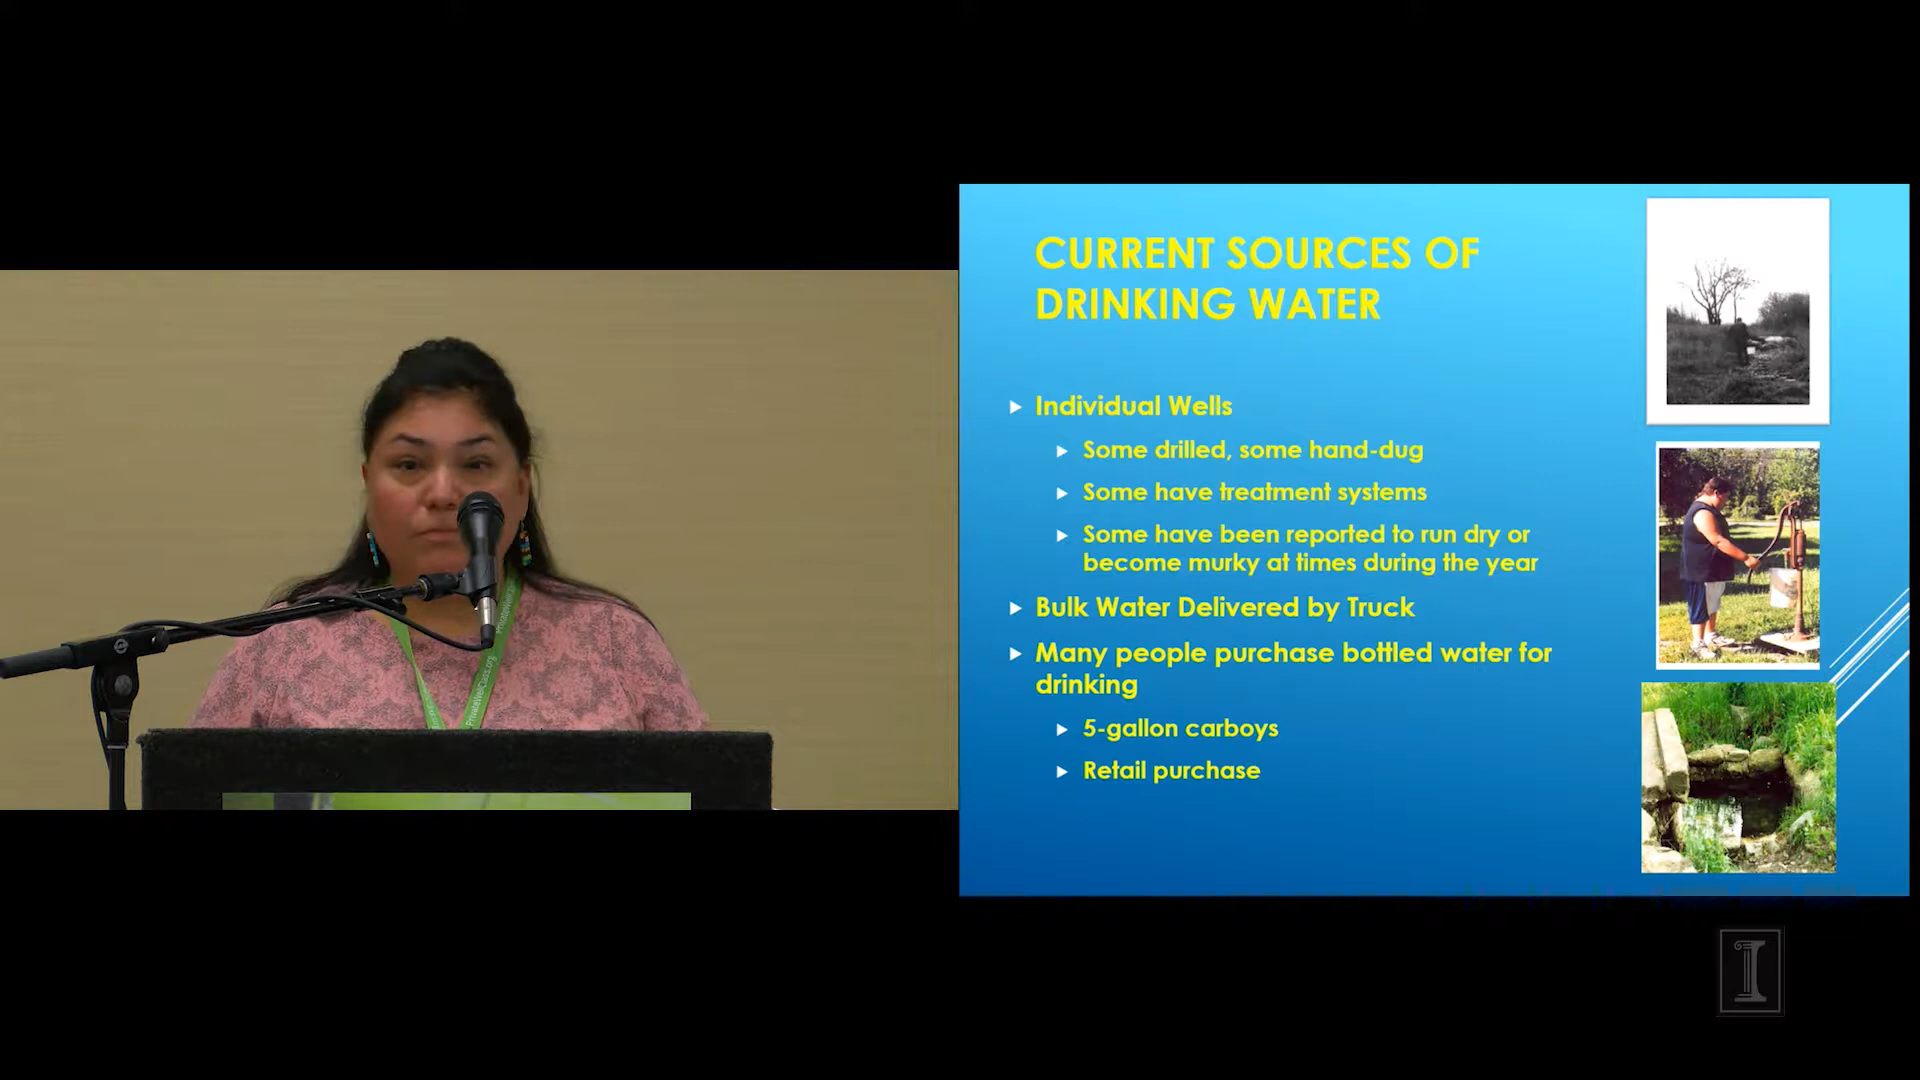 CURRENT SOURCES OF
DRINKING WATER
Individual Wells
Some drilled, some hand-dug
Some have treatment systems
Some have been reported to run dry or
become murky at times during the year
Bulk Water Delivered by Truck
Many people purchase bottled water for
drinking
5-gallon carboys
Retail purchase
PrivateWellClass.org
I